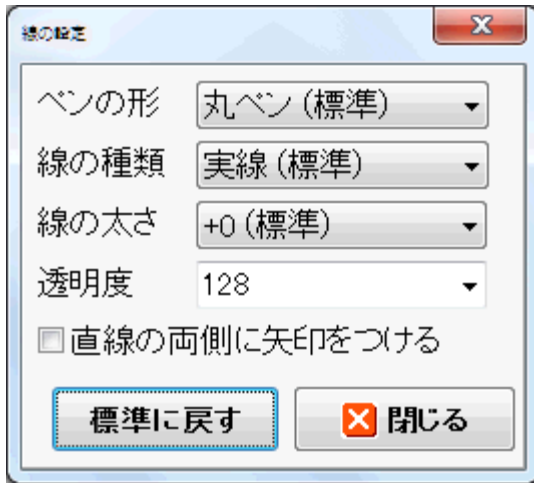 線の設定
ペンの形 丸ペン (標準)
線の種類 実線 (標準)
線の太さ +0 (標準)
透明度 128
直線の両側に矢印をつける
標準に戻す 閉じる